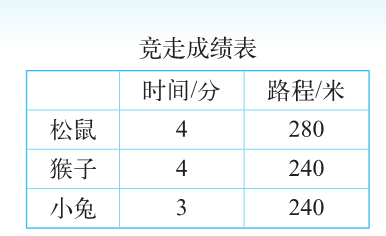 竞走成绩表
时间/分 路程/米
松鼠 4 280
猴子 4 240
小兔 3 240